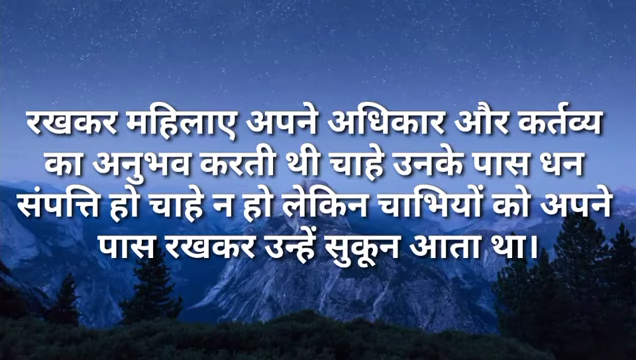 रखकर महिलाए अपने अधिकार और कर्तव्य
का अनुभव करती थी चाहे उनके पास धन
संपत्ति हो चाहे न हो लेकिन चाभियों को अपने
पास रखकर उन्हें सुकून आता था।